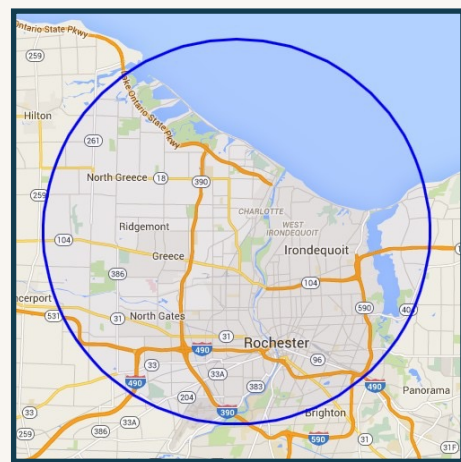 Ontario State Pkwy
259
Lake Ontario State Pkwy
Hilton
261
North Greece
18
390
259
CHARLOTTE
WEST
IRONDEQUOIT
Ridgemont
104
Irondequoit
Greece
386
104
ncerport
531
31
North Gates
590
404
31
490
Rochester
33
33A
96
490
490
204
383
Panorama
33
390
Brighton
33A
259
386
590
31
31F